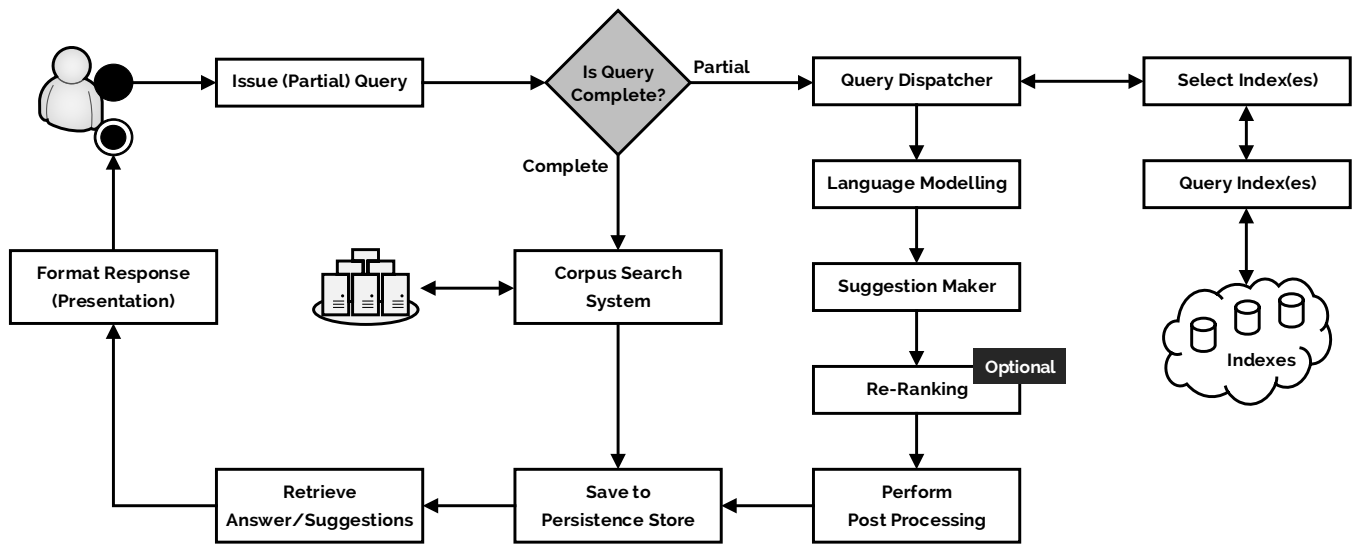 Issue (Partial) Query
Is Query
Complete?
Partial
Query Dispatcher
Select Index(es)
Complete
Language Modelling
Query Index(es)
Format Response
(Presentation)
Corpus Search
System
Suggestion Maker
Indexes
Optional
Re-Ranking
Retrieve
Answer/Suggestions
Save to
Persistence Store
Perform
Post Processing